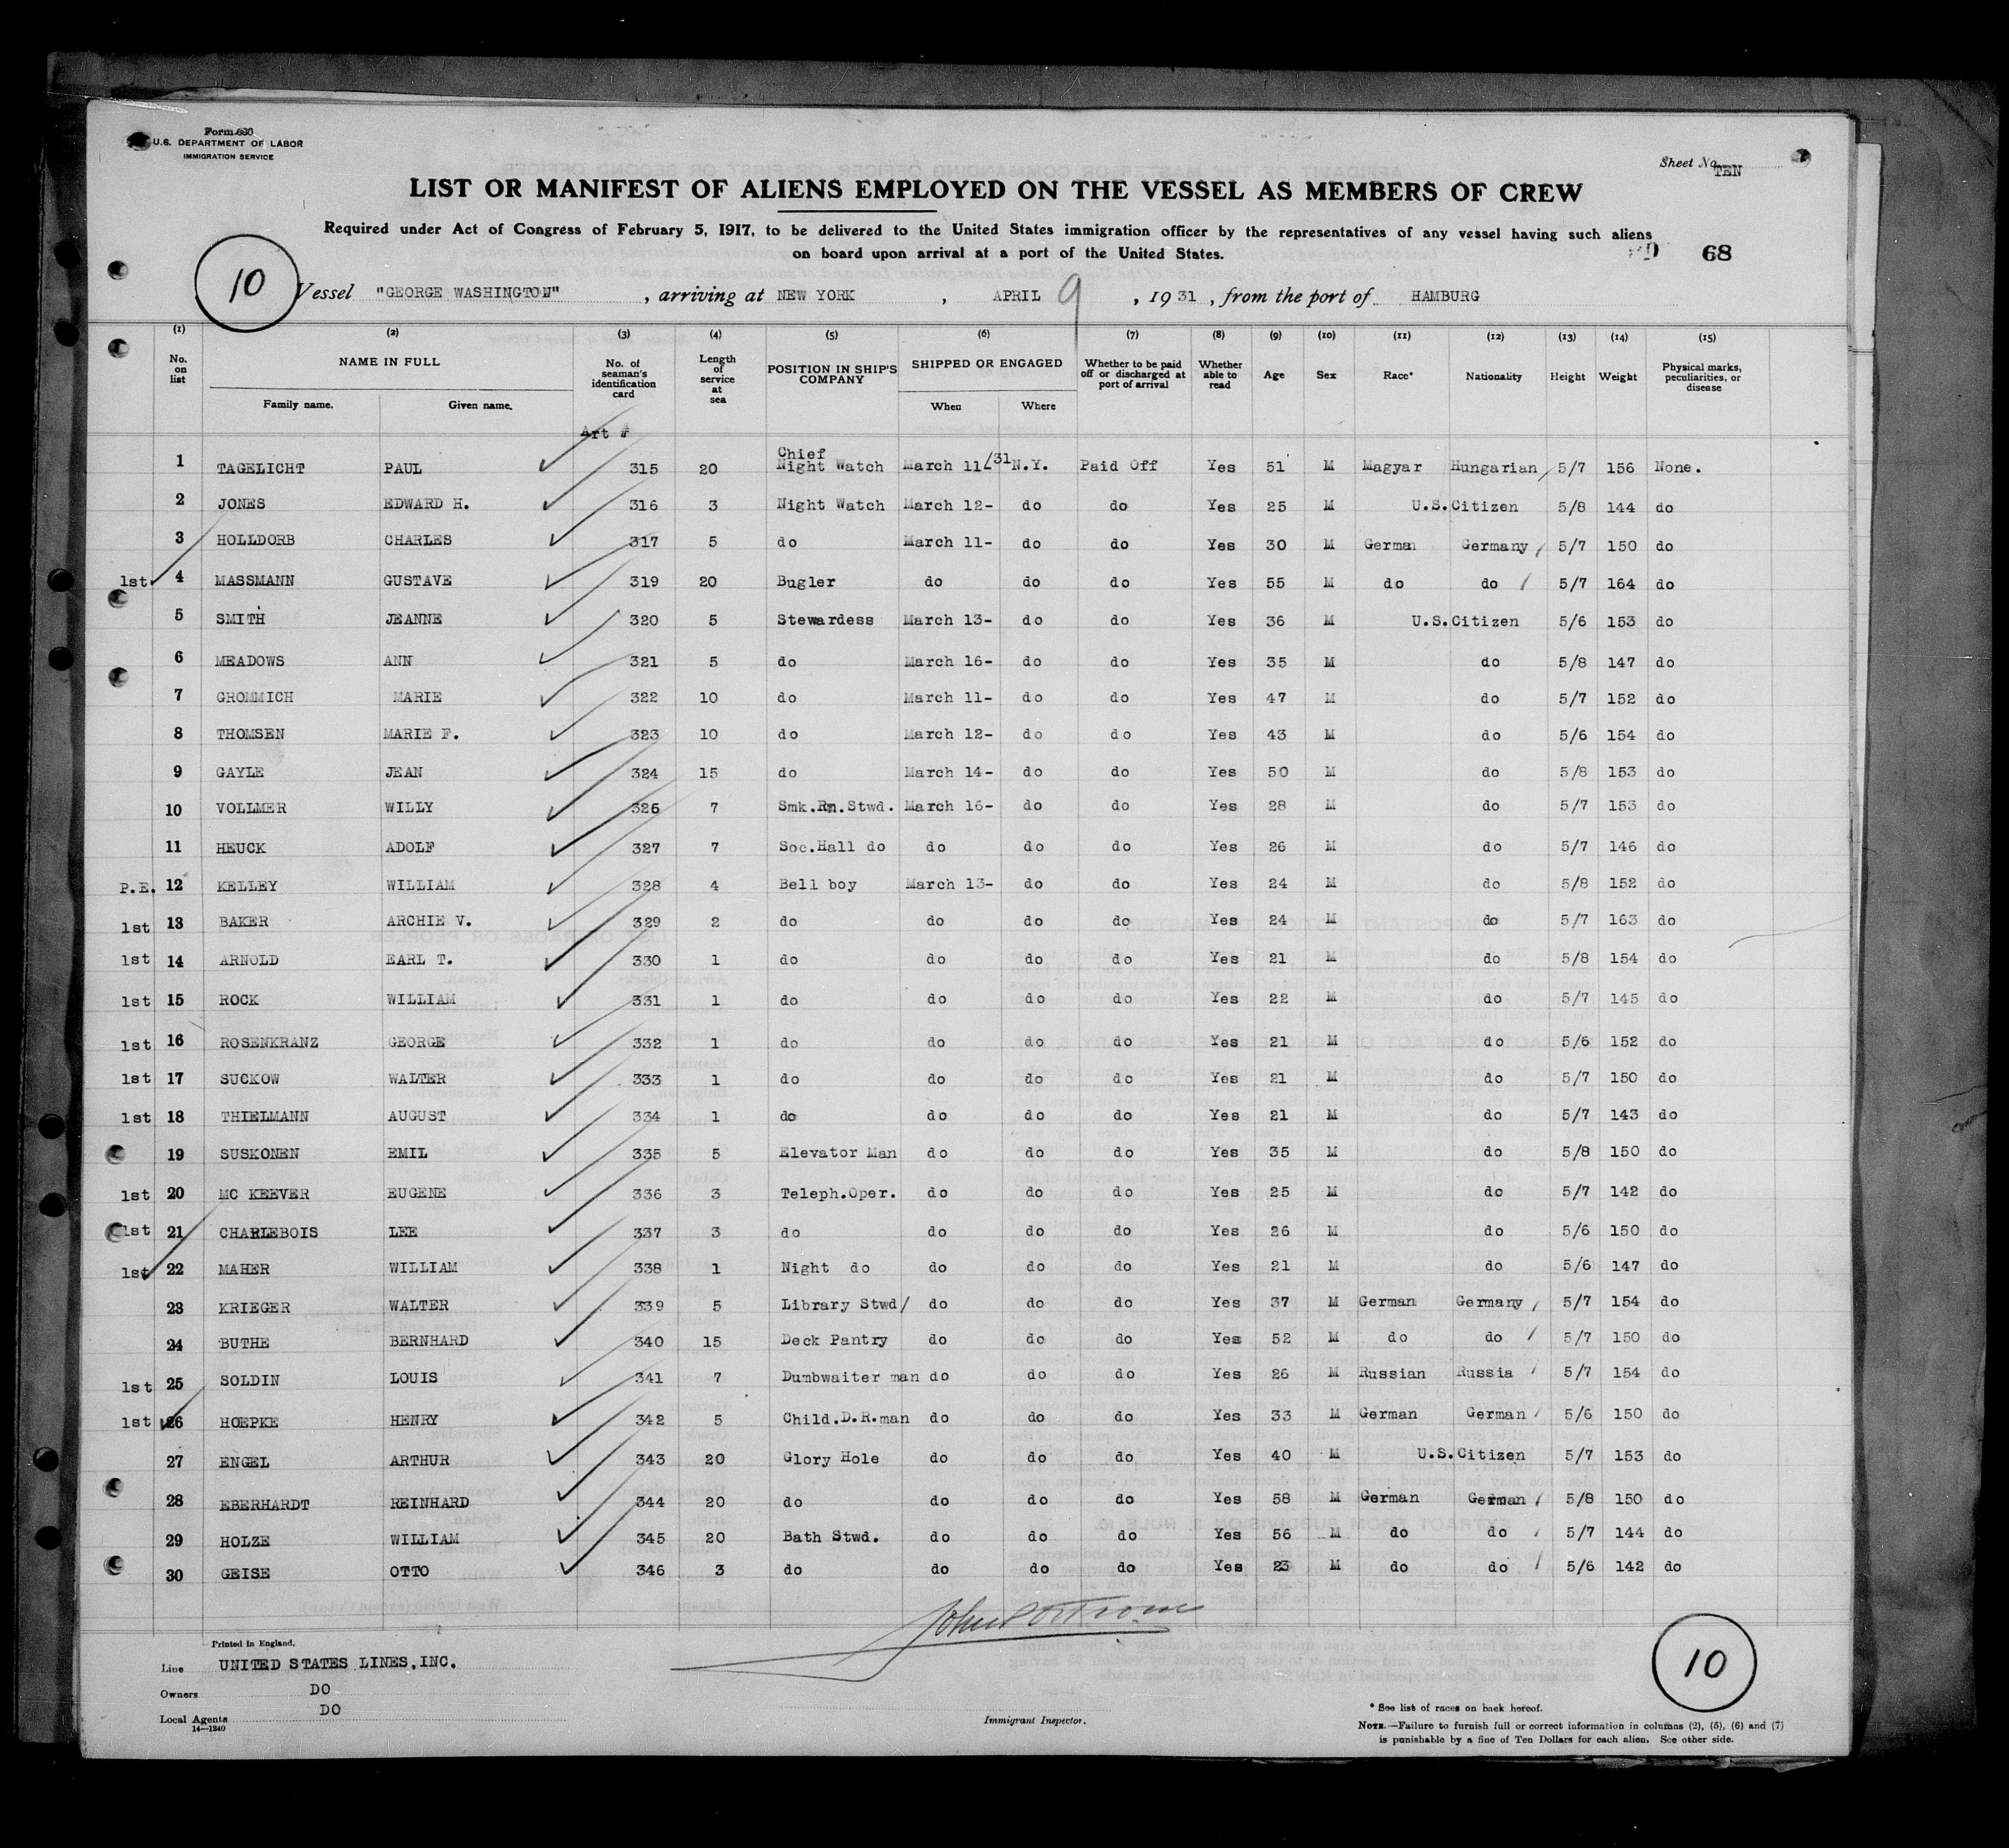 Form 630
U.S. DEPARTMENT OF LABOR
IMMIGRATION SERVICE
Sheet No. TEN
LIST OR MANIFEST OF ALIENS EMPLOYED ON THE VESSEL AS MEMBERS OF CREW
Required under Act of Congress of February 5, 1917, to be delivered to the United States immigration officer by the representatives of any vessel having such aliens
on board upon arrival at a port of the United States.
68
10 Vessel "GEORGE WASHINGTON" , arriving at NEW YORK , APRIL 9 , 1931 , from the port of HAMBURG
(1) (2) (3) (4) (5) (6) (7) (8) (9) (10) (11) (12) (13) (14) (15)
No. on list NAME IN FULL Family name. Given name. No. of seaman's identification card Length of service at sea POSITION IN SHIP'S COMPANY SHIPPED OR ENGAGED When Where Whether to be paid off or discharged at port of arrival Whether able to read Age Sex Race* Nationality Height Weight Physical marks, peculiarities, or disease
Art #
1 TAGELICHT PAUL 315 20 Chief Night Watch March 11/31 N.Y. Paid Off Yes 51 M Magyar Hungarian 5/7 156 None.
2 JONES EDWARD H. 316 3 Night Watch March 12- do do Yes 25 M U.S.Citizen 5/8 144 do
3 HOLLDORB CHARLES 317 5 do March 11- do do Yes 30 M German Germany 5/7 150 do
1st 4 MASSMANN GUSTAVE 319 20 Bugler do do do Yes 55 M do do 5/7 164 do
5 SMITH JEANNE 320 5 Stewardess March 13- do do Yes 36 M U.S.Citizen 5/6 153 do
6 MEADOWS ANN 321 5 do March 16- do do Yes 35 M do 5/8 147 do
7 GROMMICH MARIE 322 10 do March 11- do do Yes 47 M do 5/7 152 do
8 THOMSEN MARIE F. 323 10 do March 12- do do Yes 43 M do 5/6 154 do
9 GAYLE JEAN 324 15 do March 14- do do Yes 50 M do 5/8 153 do
10 VOLLMER WILLY 326 7 Smk.Rm.Stwd. March 16- do do Yes 28 M do 5/7 153 do
11 HEUCK ADOLF 327 7 Soc.Hall do do do do Yes 26 M do 5/7 146 do
P.E. 12 KELLEY WILLIAM 328 4 Bell boy March 13- do do Yes 24 M do 5/8 152 do
1st 13 BAKER ARCHIE V. 329 2 do do do do Yes 24 M do 5/7 163 do
1st 14 ARNOLD EARL T. 330 1 do do do do Yes 21 M do 5/8 154 do
1st 15 ROCK WILLIAM 331 1 do do do do Yes 22 M do 5/7 145 do
1st 16 ROSENKRANZ GEORGE 332 1 do do do do Yes 21 M do 5/6 152 do
1st 17 SUCKOW WALTER 333 1 do do do do Yes 21 M do 5/7 150 do
1st 18 THIELMANN AUGUST 334 1 do do do do Yes 21 M do 5/7 143 do
19 SUSKONEN EMIL 335 5 Elevator Man do do do Yes 35 M do 5/8 150 do
1st 20 MC KEEVER EUGENE 336 3 Teleph.Oper. do do do Yes 25 M do 5/7 142 do
1st 21 CHARLEBOIS LEE 337 3 do do do do Yes 26 M do 5/6 150 do
1st 22 MAHER WILLIAM 338 1 Night do do do do Yes 21 M do 5/6 147 do
23 KRIEGER WALTER 339 5 Library Stwd/ do do do Yes 37 M German Germany 5/7 154 do
24 BUTHE BERNHARD 340 15 Deck Pantry do do do Yes 52 M do do 5/7 150 do
1st 25 SOLDIN LOUIS 341 7 Dumbwaiter man do do do Yes 26 M Russian Russia 5/7 154 do
1st 26 HOEPKE HENRY 342 5 Child.D.R.man do do do Yes 33 M German German 5/6 150 do
27 ENGEL ARTHUR 343 20 Glory Hole do do do Yes 40 M U.S.Citizen 5/7 153 do
28 EBERHARDT REINHARD 344 20 do do do do Yes 58 M German German 5/8 150 do
29 HOLZE WILLIAM 345 20 Bath Stwd. do do do Yes 56 M do do 5/7 144 do
30 GEISE OTTO 346 3 do do do do Yes 23 M do do 5/6 142 do
Printed in England.
Line UNITED STATES LINES,INC.
Owners DO
Local Agents DO
14—1240
Immigrant Inspector.
10
* See list of races on back hereof.
NOTE.—Failure to furnish full or correct information in columns (2), (5), (6) and (7)
is punishable by a fine of Ten Dollars for each alien. See other side.